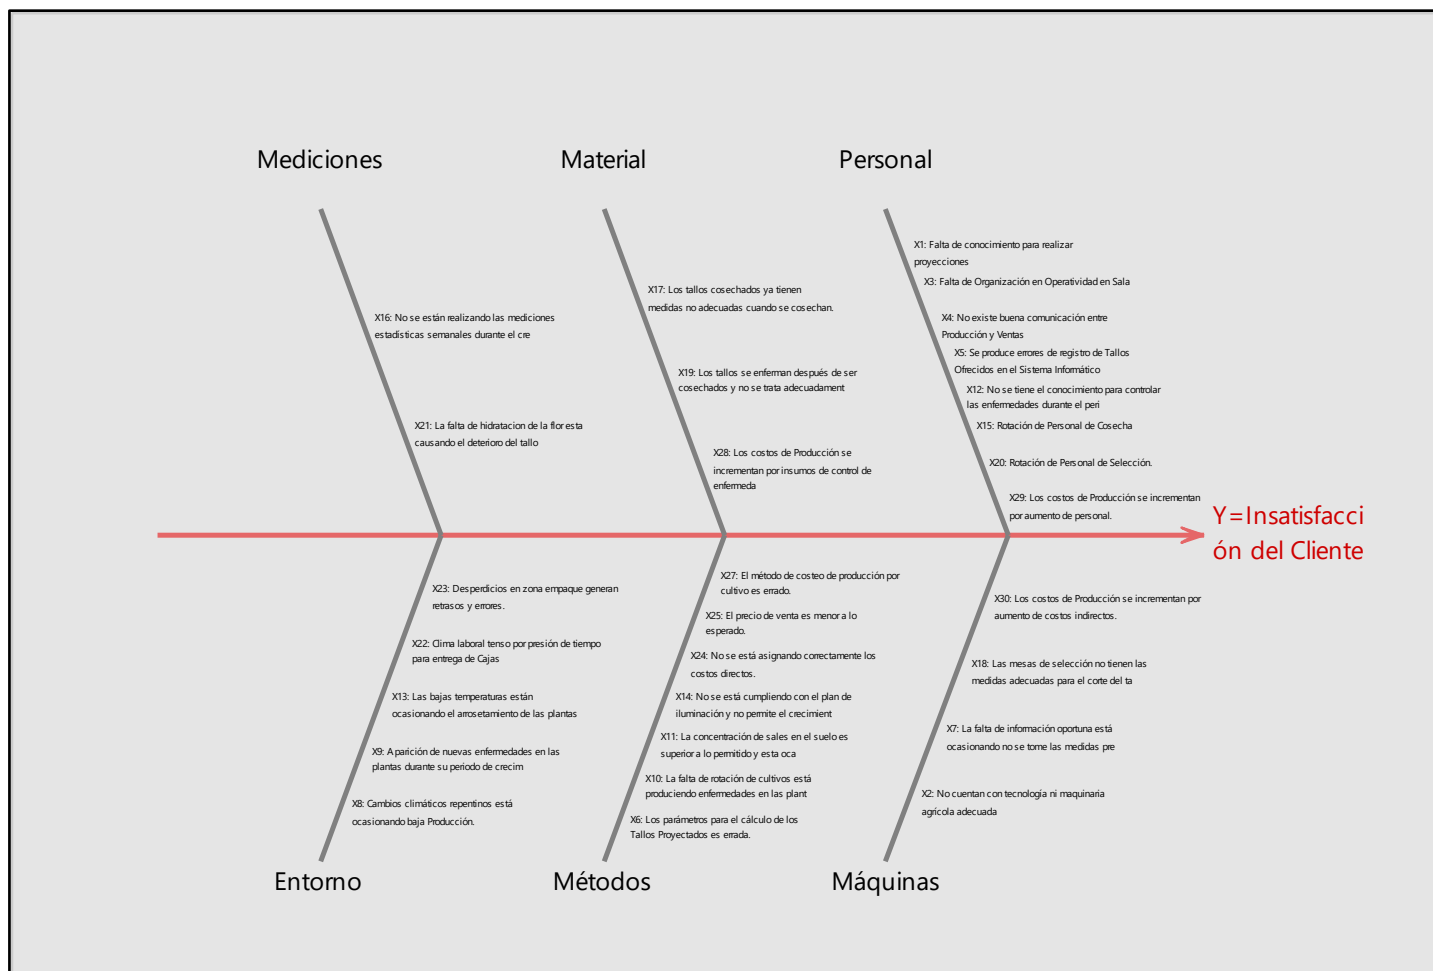 Mediciones
Material
Personal
X1: Falta de conocimiento para realizar
proyecciones
X3: Falta de Organización en Operatividad en Sala
X4: No existe buena comunicación entre
Producción y Ventas
X5: Se produce errores de registro de Tallos
Ofrecidos en el Sistema Informático
X12: No se tiene el conocimiento para controlar
las enfermedades durante el peri
X15: Rotación de Personal de Cosecha
X20: Rotación de Personal de Selección.
X29: Los costos de Producción se incrementan
por aumento de personal.
X17: Los tallos cosechados ya tienen
medidas no adecuadas cuando se cosechan.
X19: Los tallos se enferman después de ser
cosechados y no se trata adecuadament
X28: Los costos de Producción se
incrementan por insumos de control de
enfermeda
X16: No se están realizando las mediciones
estadísticas semanales durante el cre
X21: La falta de hidratacion de la flor esta
causando el deterioro del tallo
Y=Insatisfacci
ón del Cliente
X23: Desperdicios en zona empaque generan
retrasos y errores.
X22: Clima laboral tenso por presión de tiempo
para entrega de Cajas
X13: Las bajas temperaturas están
ocasionando el arrosetamiento de las plantas
X9: Aparición de nuevas enfermedades en las
plantas durante su periodo de crecim
X8: Cambios climáticos repentinos está
ocasionando baja Producción.
X27: El método de costeo de producción por
cultivo es errado.
X25: El precio de venta es menor a lo
esperado.
X24: No se está asignando correctamente los
costos directos.
X14: No se está cumpliendo con el plan de
iluminación y no permite el crecimient
X11: La concentración de sales en el suelo es
superior a lo permitido y esta oca
X10: La falta de rotación de cultivos está
produciendo enfermedades en las plant
X6: Los parámetros para el cálculo de los
Tallos Proyectados es errada.
X30: Los costos de Producción se incrementan por
aumento de costos indirectos.
X18: Las mesas de selección no tienen las
medidas adecuadas para el corte del ta
X7: La falta de información oportuna está
ocasionando no se tome las medidas pre
X2: No cuentan con tecnología ni maquinaria
agrícola adecuada
Entorno
Métodos
Máquinas